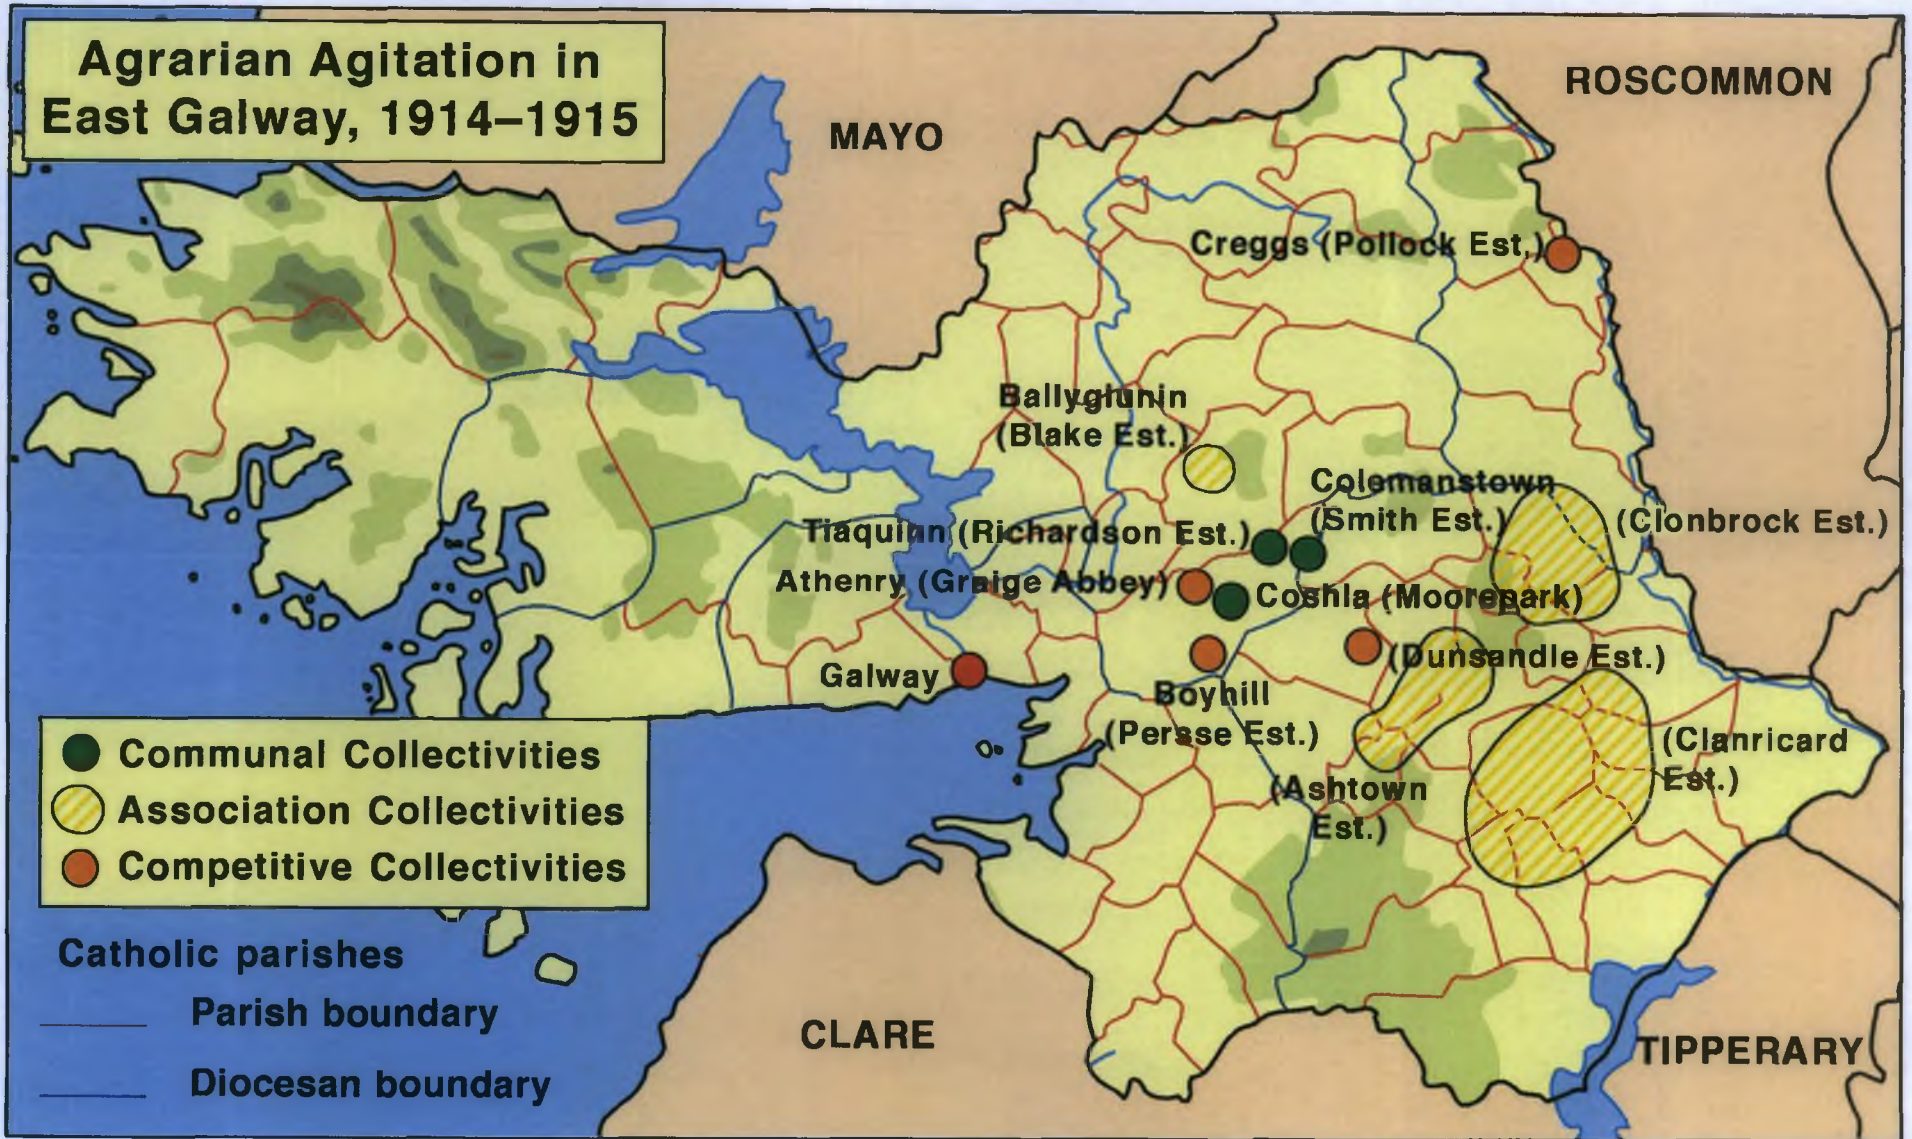 Agrarian Agitation in
East Galway, 1914–1915
MAYO
ROSCOMMON
Creggs (Pollock Est,)
Ballyglunin
(Blake Est.)
Colemanstown
(Smith Est.)
(Clonbrock Est.)
Tiaquinn (Richardson Est.)
Athenry (Graige Abbey)
Coshla (Moorepark)
(Dunsandle Est.)
Galway
Boyhill
(Persse Est.)
(Clanricard
Est.)
(Ashtown
Est.)
Communal Collectivities
Association Collectivities
Competitive Collectivities
Catholic parishes
Parish boundary
Diocesan boundary
CLARE
TIPPERARY